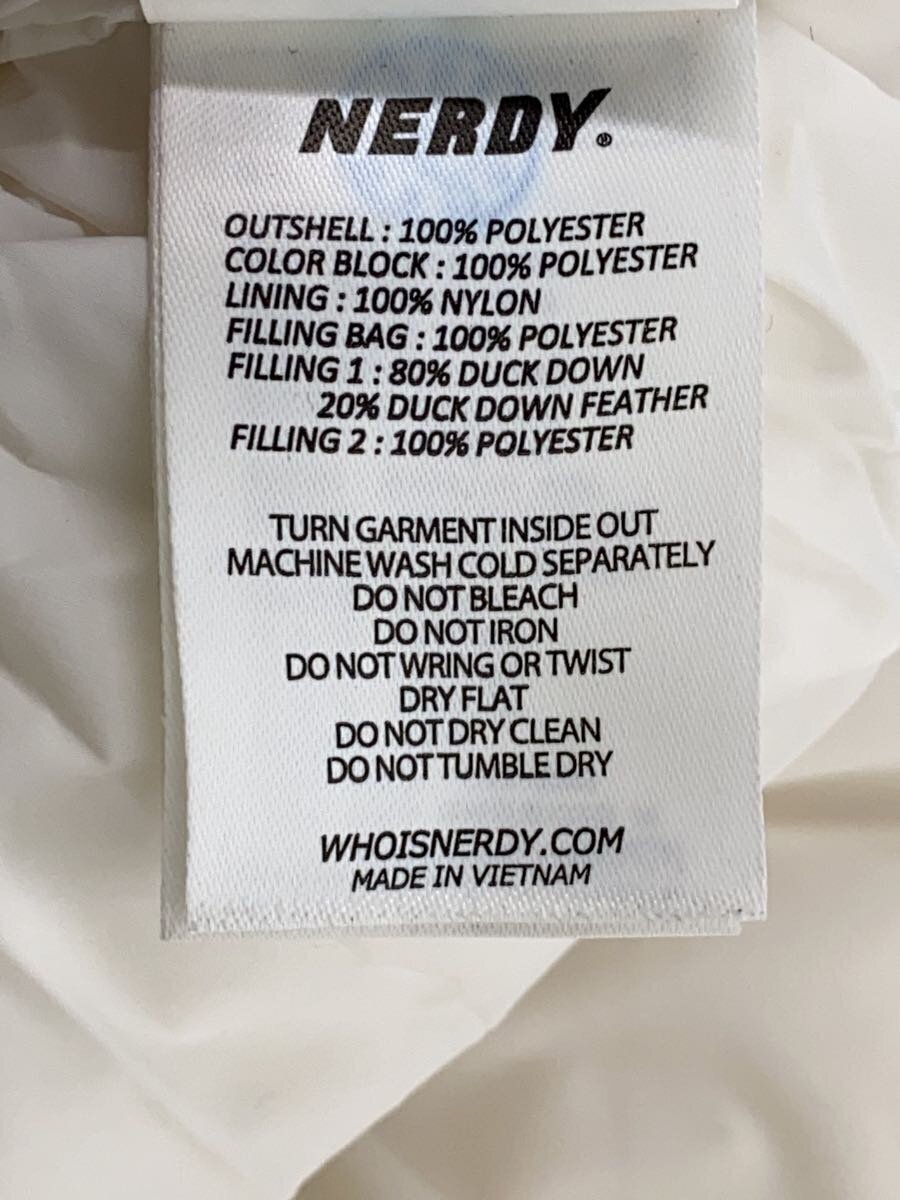 NERDY®
OUTSHELL : 100% POLYESTER
COLOR BLOCK : 100% POLYESTER
LINING : 100% NYLON
FILLING BAG : 100% POLYESTER
FILLING 1 : 80% DUCK DOWN
20% DUCK DOWN FEATHER
FILLING 2 : 100% POLYESTER
TURN GARMENT INSIDE OUT
MACHINE WASH COLD SEPARATELY
DO NOT BLEACH
DO NOT IRON
DO NOT WRING OR TWIST
DRY FLAT
DO NOT DRY CLEAN
DO NOT TUMBLE DRY
WHOISNERDY.COM
MADE IN VIETNAM